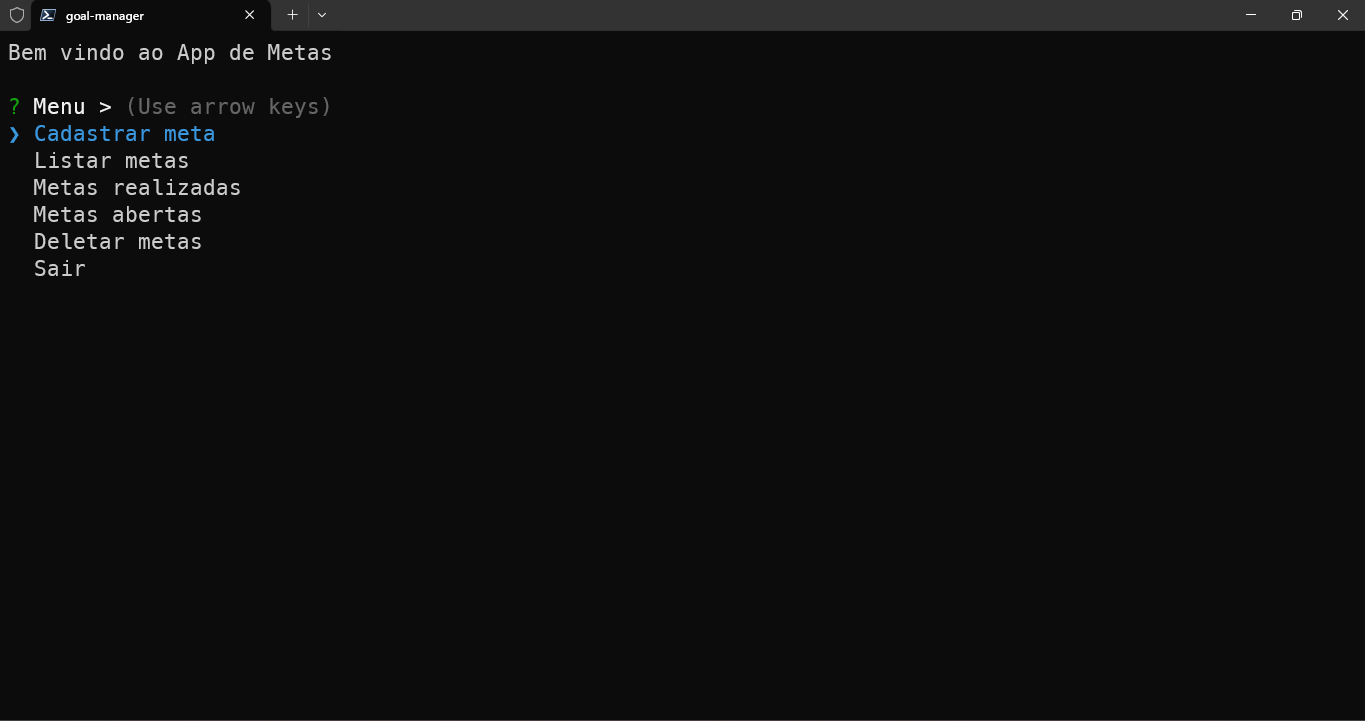 goal-manager
Bem vindo ao App de Metas
? Menu > (Use arrow keys)
❯ Cadastrar meta
Listar metas
Metas realizadas
Metas abertas
Deletar metas
Sair